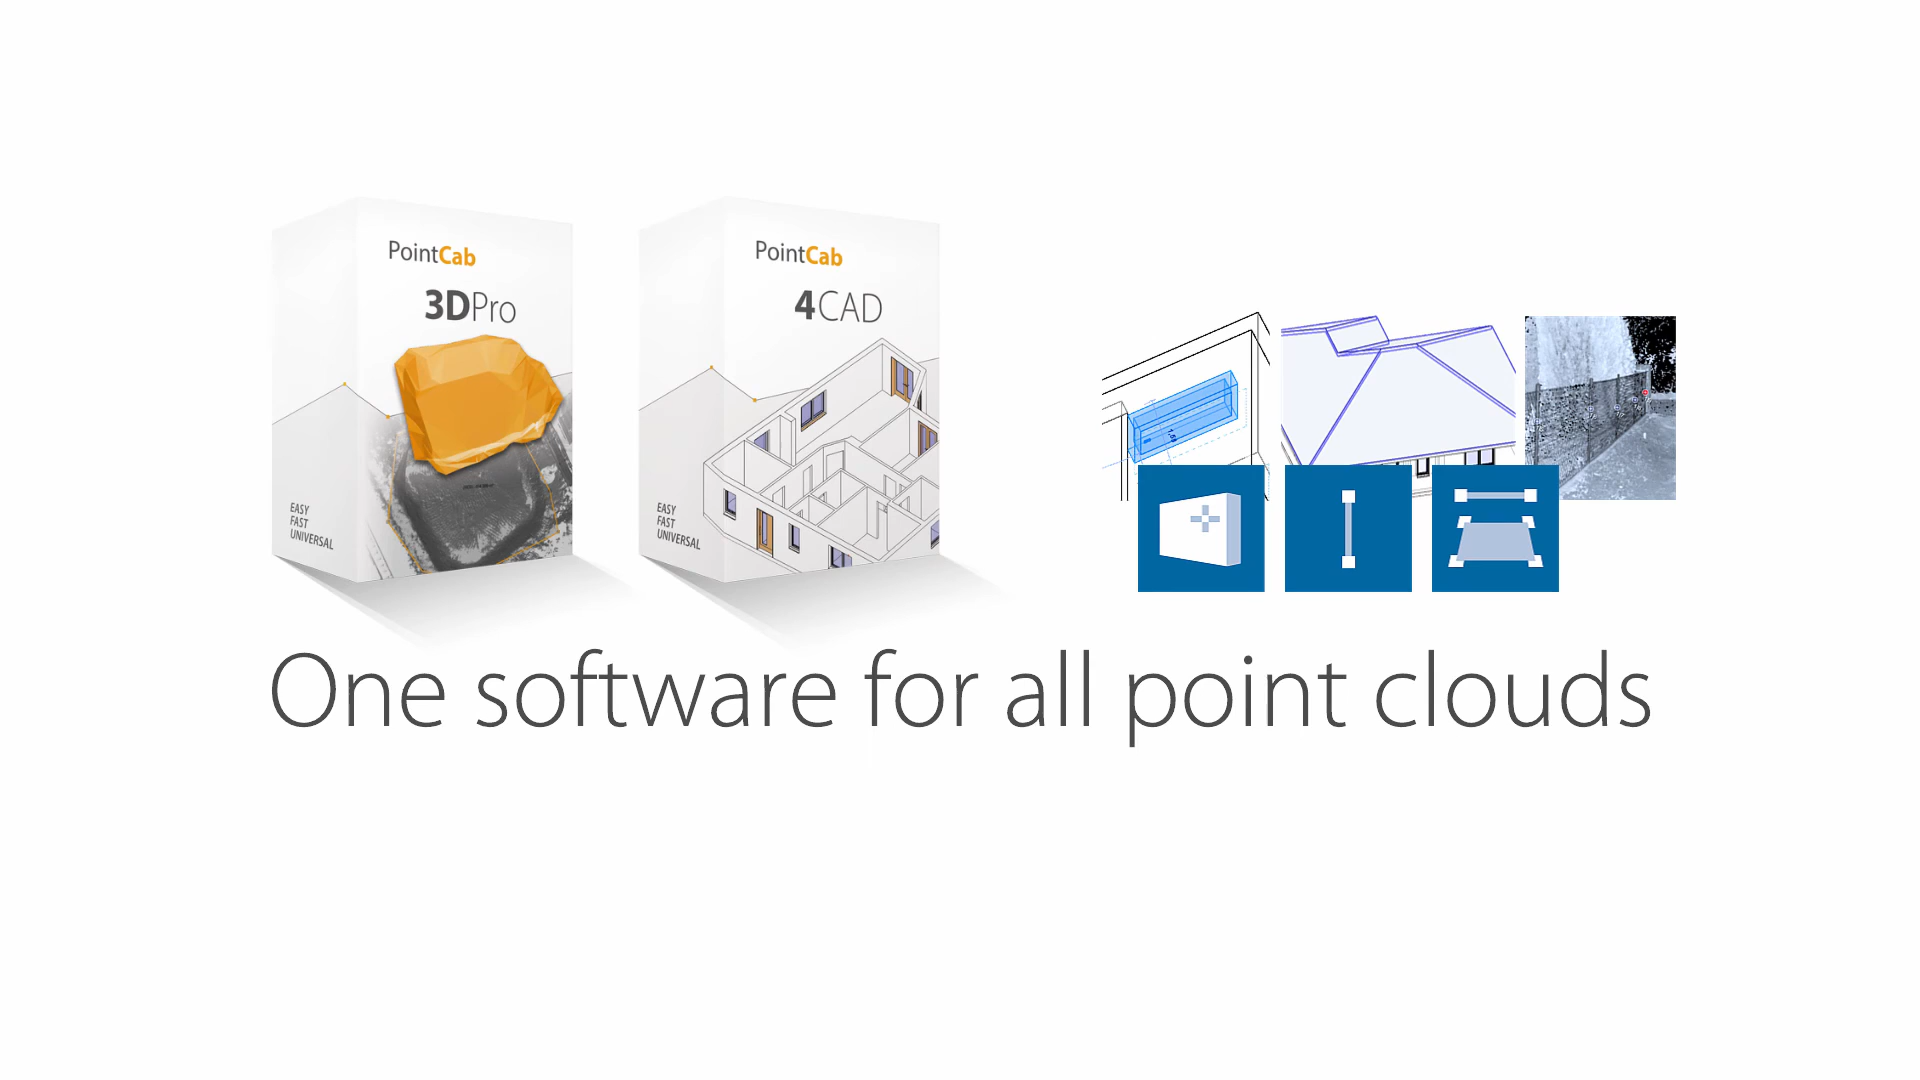 PointCab
3DPro
EASY
FAST
UNIVERSAL
PointCab
4CAD
EASY
FAST
UNIVERSAL
One software for all point clouds